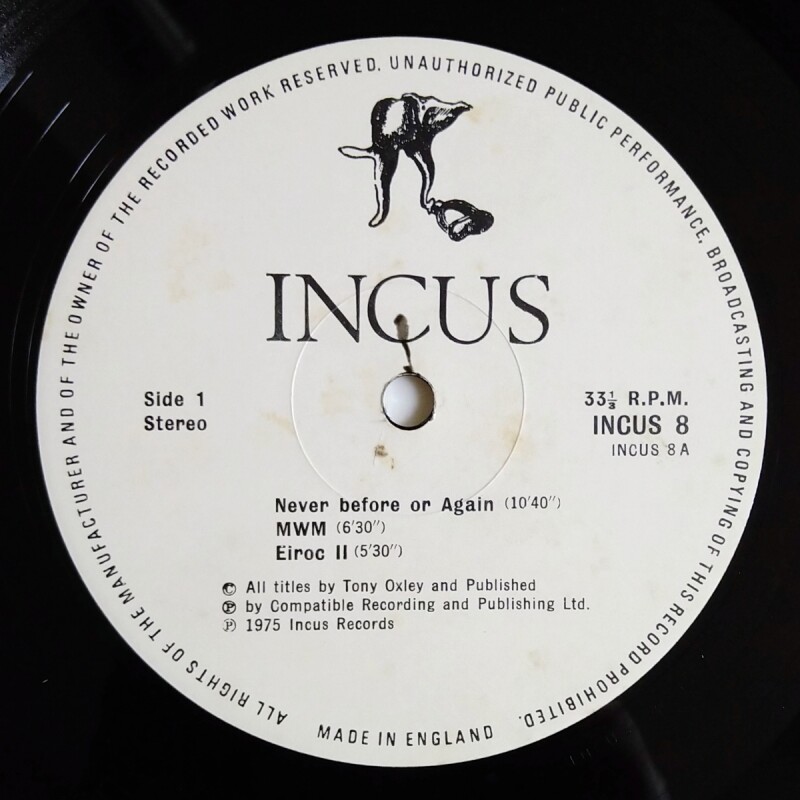 ALL RIGHTS OF THE MANUFACTURER AND OF THE OWNER OF THE RECORDED WORK RESERVED. UNAUTHORIZED PUBLIC PERFORMANCE, BROADCASTING AND COPYING OF THIS RECORD PROHIBITED.
INCUS
Side 1
Stereo
33⅓ R.P.M.
INCUS 8
INCUS 8 A
Never before or Again (10'40")
MWM (6'30")
Eiroc II (5'30")
© All titles by Tony Oxley and Published
℗ by Compatible Recording and Publishing Ltd.
℗ 1975 Incus Records
MADE IN ENGLAND